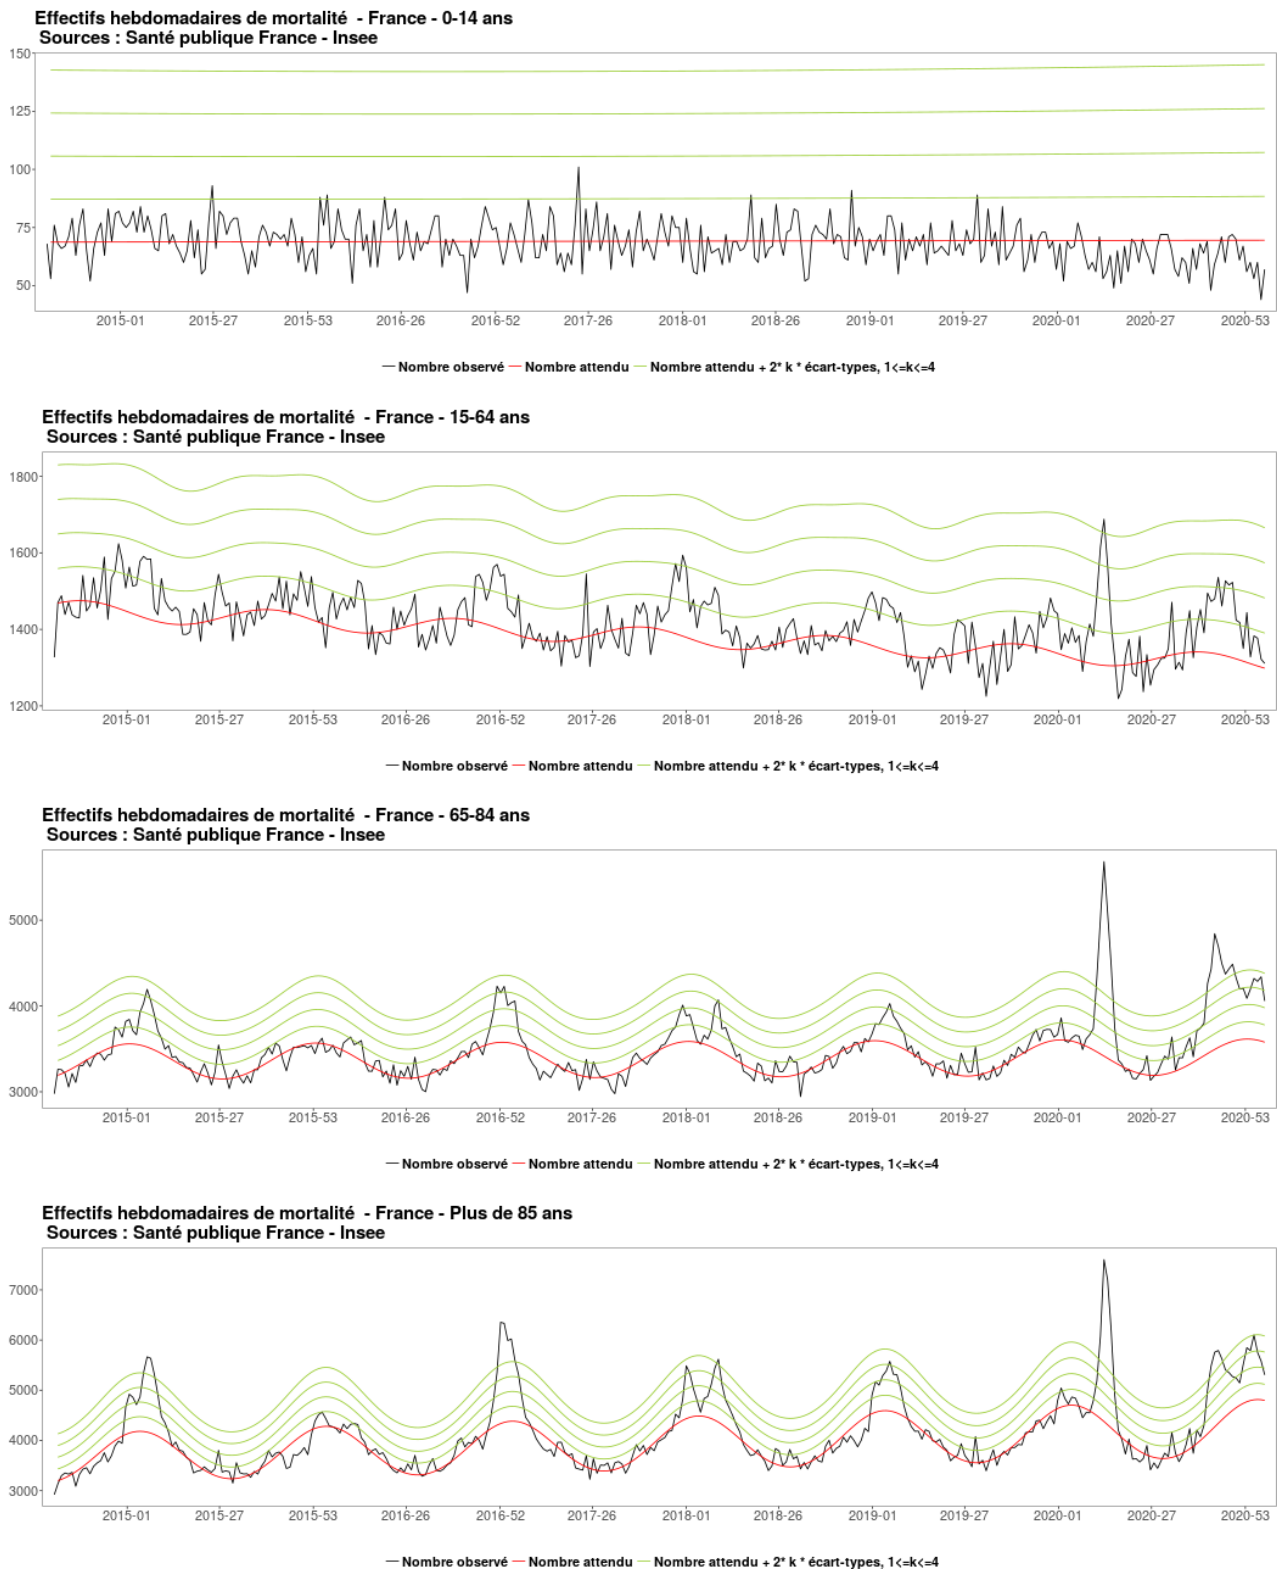 Effectifs hebdomadaires de mortalité - France - 0-14 ans
Sources : Santé publique France - Insee
150
125
100
75
50
2015-01 2015-27 2015-53 2016-26 2016-52 2017-26 2018-01 2018-26 2019-01 2019-27 2020-01 2020-27 2020-53
Nombre observé Nombre attendu Nombre attendu + 2* k * écart-types, 1<=k<=4
Effectifs hebdomadaires de mortalité - France - 15-64 ans
Sources : Santé publique France - Insee
1800
1600
1400
1200
2015-01 2015-27 2015-53 2016-26 2016-52 2017-26 2018-01 2018-26 2019-01 2019-27 2020-01 2020-27 2020-53
Nombre observé Nombre attendu Nombre attendu + 2* k * écart-types, 1<=k<=4
Effectifs hebdomadaires de mortalité - France - 65-84 ans
Sources : Santé publique France - Insee
5000
4000
3000
2015-01 2015-27 2015-53 2016-26 2016-52 2017-26 2018-01 2018-26 2019-01 2019-27 2020-01 2020-27 2020-53
Nombre observé Nombre attendu Nombre attendu + 2* k * écart-types, 1<=k<=4
Effectifs hebdomadaires de mortalité - France - Plus de 85 ans
Sources : Santé publique France - Insee
7000
6000
5000
4000
3000
2015-01 2015-27 2015-53 2016-26 2016-52 2017-26 2018-01 2018-26 2019-01 2019-27 2020-01 2020-27 2020-53
Nombre observé Nombre attendu Nombre attendu + 2* k * écart-types, 1<=k<=4